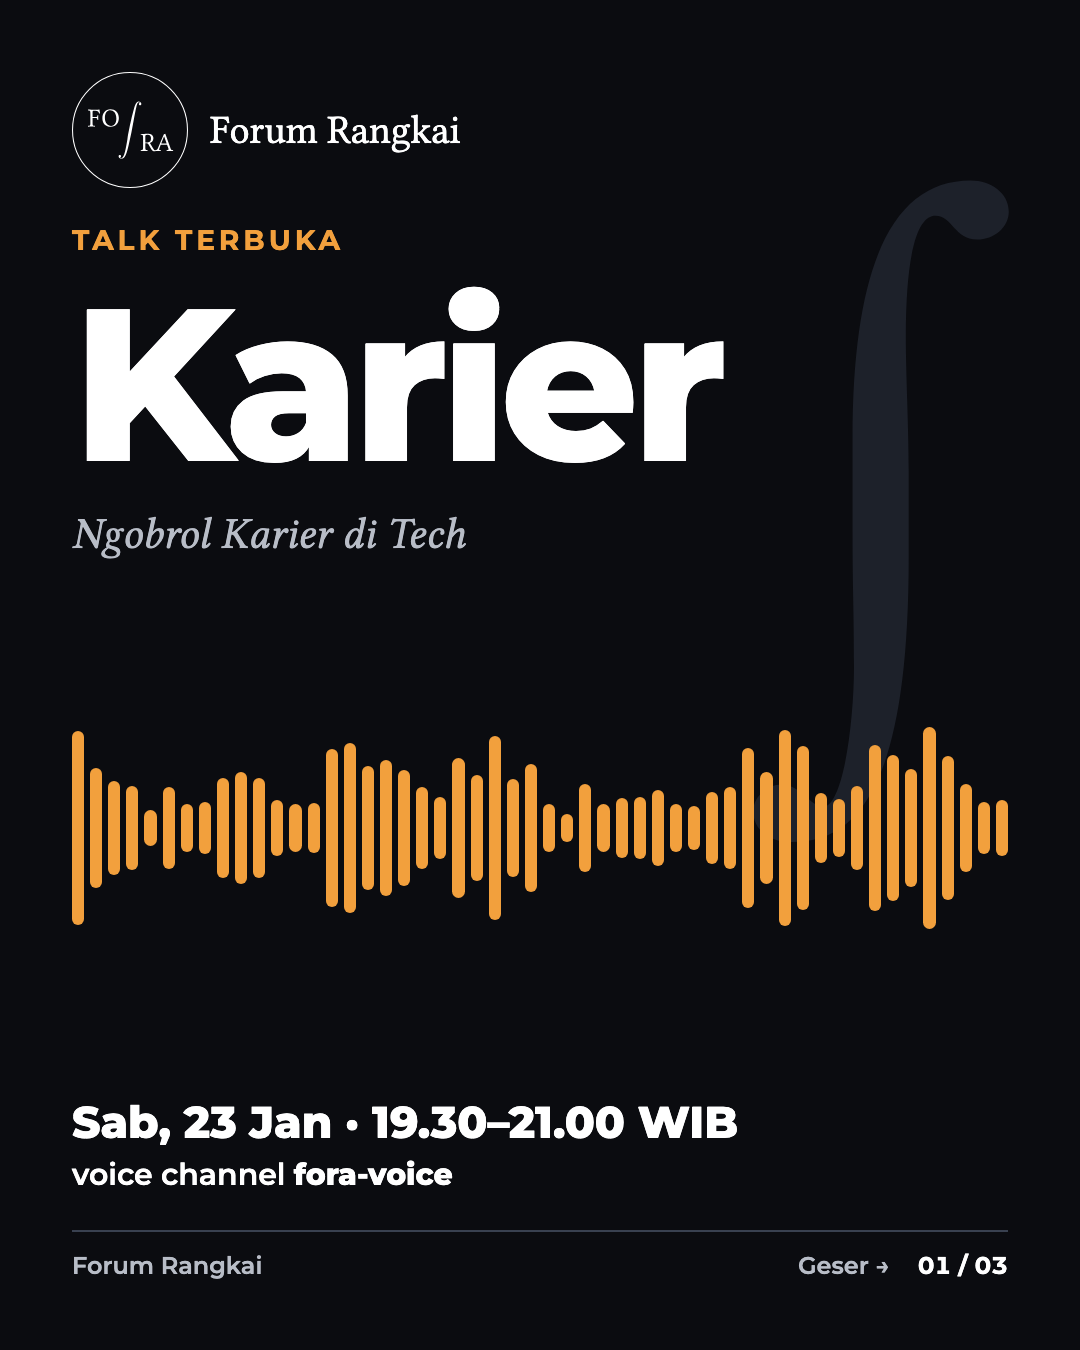 FO∫RA
Forum Rangkai
TALK TERBUKA
Karier
Ngobrol Karier di Tech
Sab, 23 Jan · 19.30–21.00 WIB
voice channel fora-voice
Forum Rangkai
Geser → 01 / 03